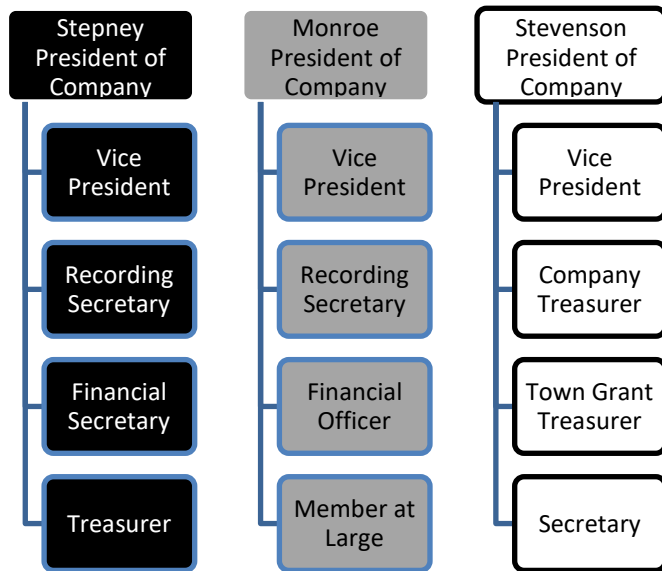 Stepney
President of
Company
Vice
President
Recording
Secretary
Financial
Secretary
Treasurer
Monroe
President of
Company
Vice
President
Recording
Secretary
Financial
Officer
Member at
Large
Stevenson
President of
Company
Vice
President
Company
Treasurer
Town Grant
Treasurer
Secretary